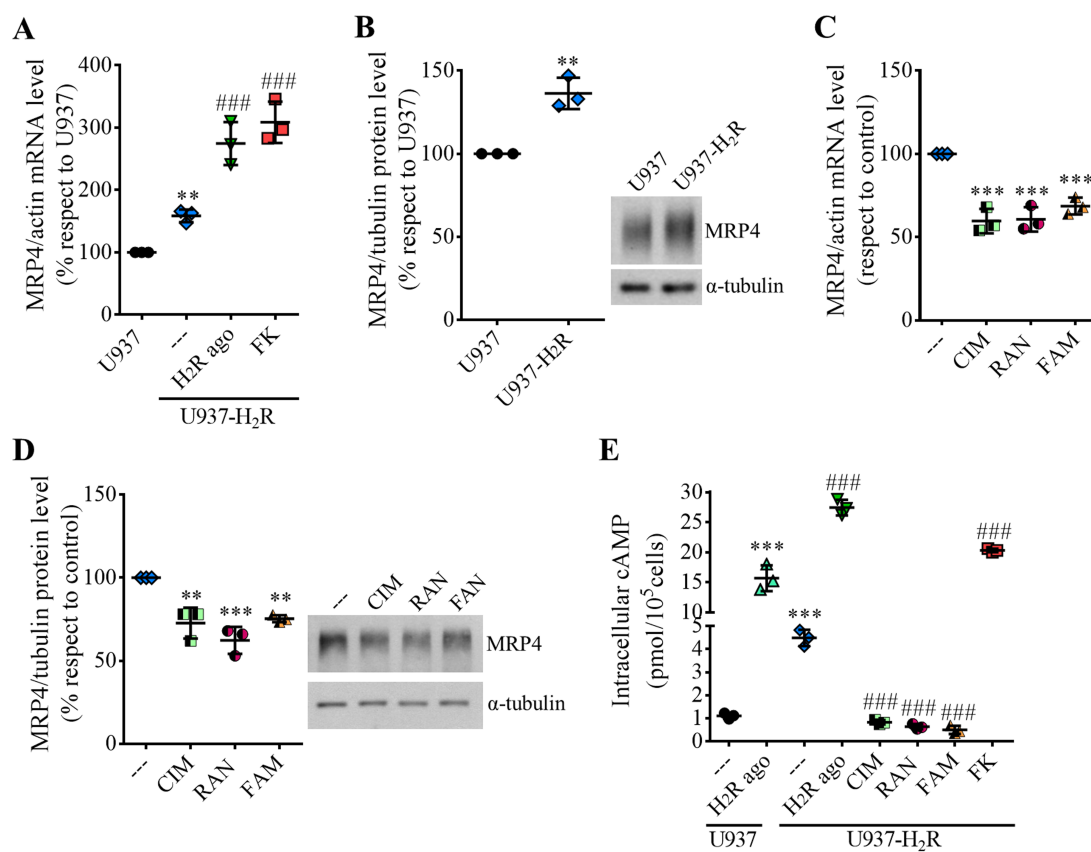 A
MRP4/actin mRNA level
(% respect to U937)
400
300
200
100
0
**
###
###
U937
---
H2R ago
FK
U937-H2R
B
MRP4/tubulin protein level
(% respect to U937)
150
100
50
0
**
U937
U937-H2R
U937
U937-H2R
MRP4
α-tubulin
C
MRP4/actin mRNA level
(respect to control)
150
100
50
0
***
***
***
---
CIM
RAN
FAM
D
MRP4/tubulin protein level
(% respect to control)
150
100
50
0
**
***
**
---
CIM
RAN
FAM
---
CIM
RAN
FAN
MRP4
α-tubulin
E
Intracellular cAMP
(pmol/10⁵cells)
30
25
20
15
10
5
4
2
1
0
***
***
###
###
###
###
###
---
H2R ago
---
H2R ago
CIM
RAN
FAM
FK
U937
U937-H2R